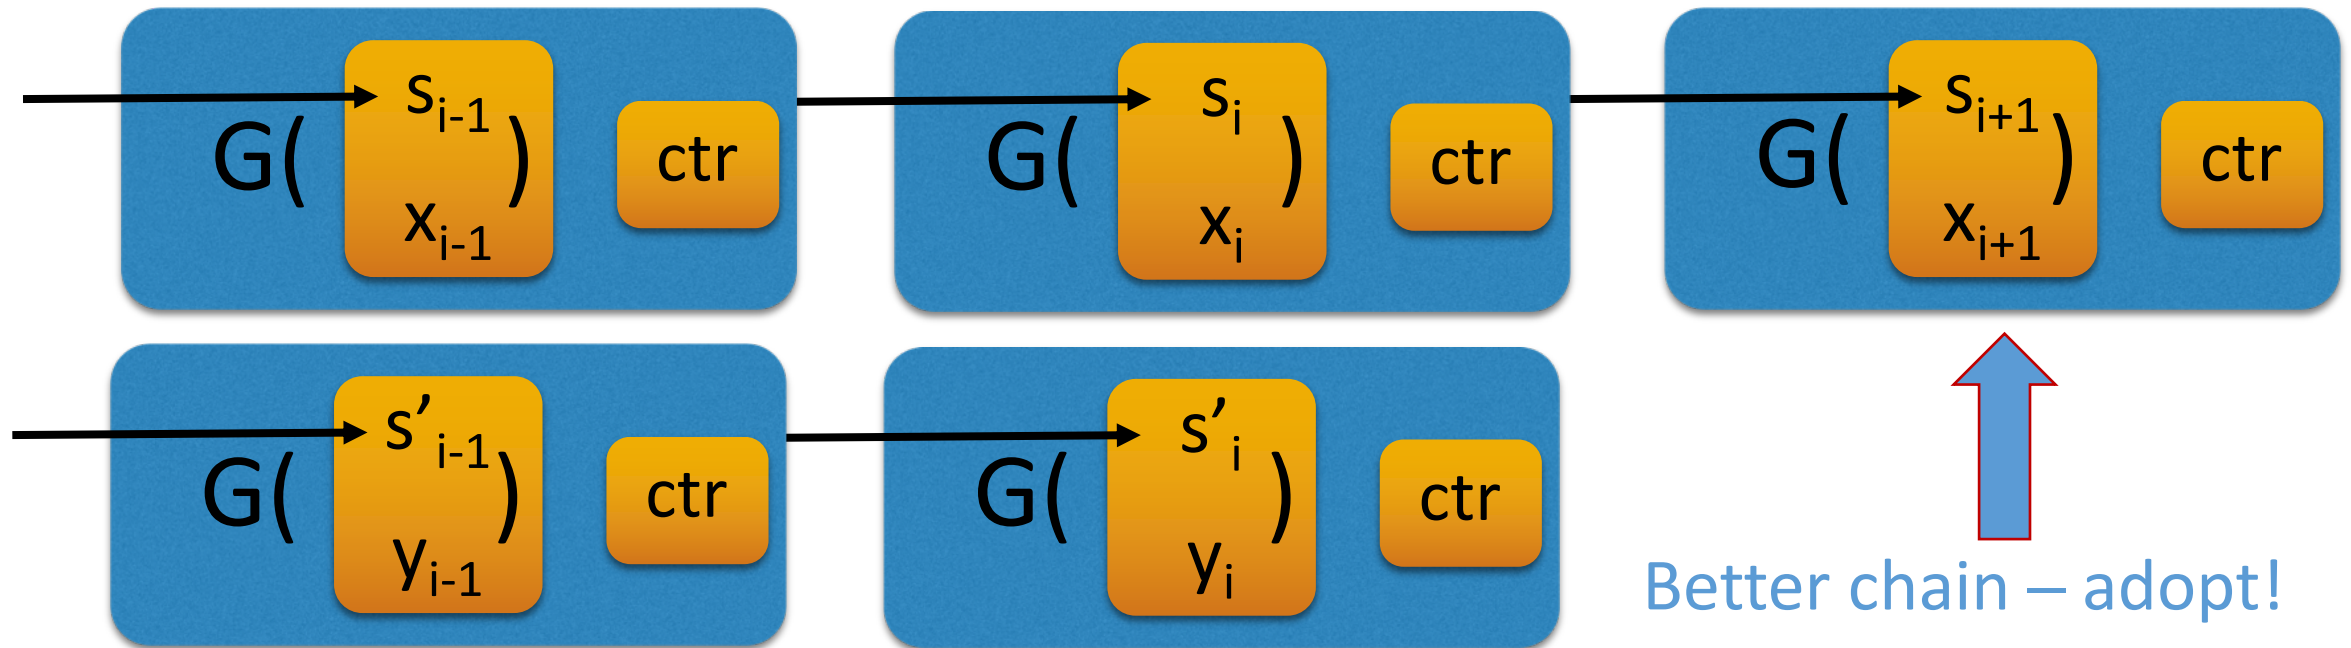 G( s_{i-1} ) ctr
x_{i-1}
G( s_i ) ctr
x_i
G( s_{i+1} ) ctr
x_{i+1}
G( s’_{i-1} ) ctr
y_{i-1}
G( s’_i ) ctr
y_i
Better chain – adopt!